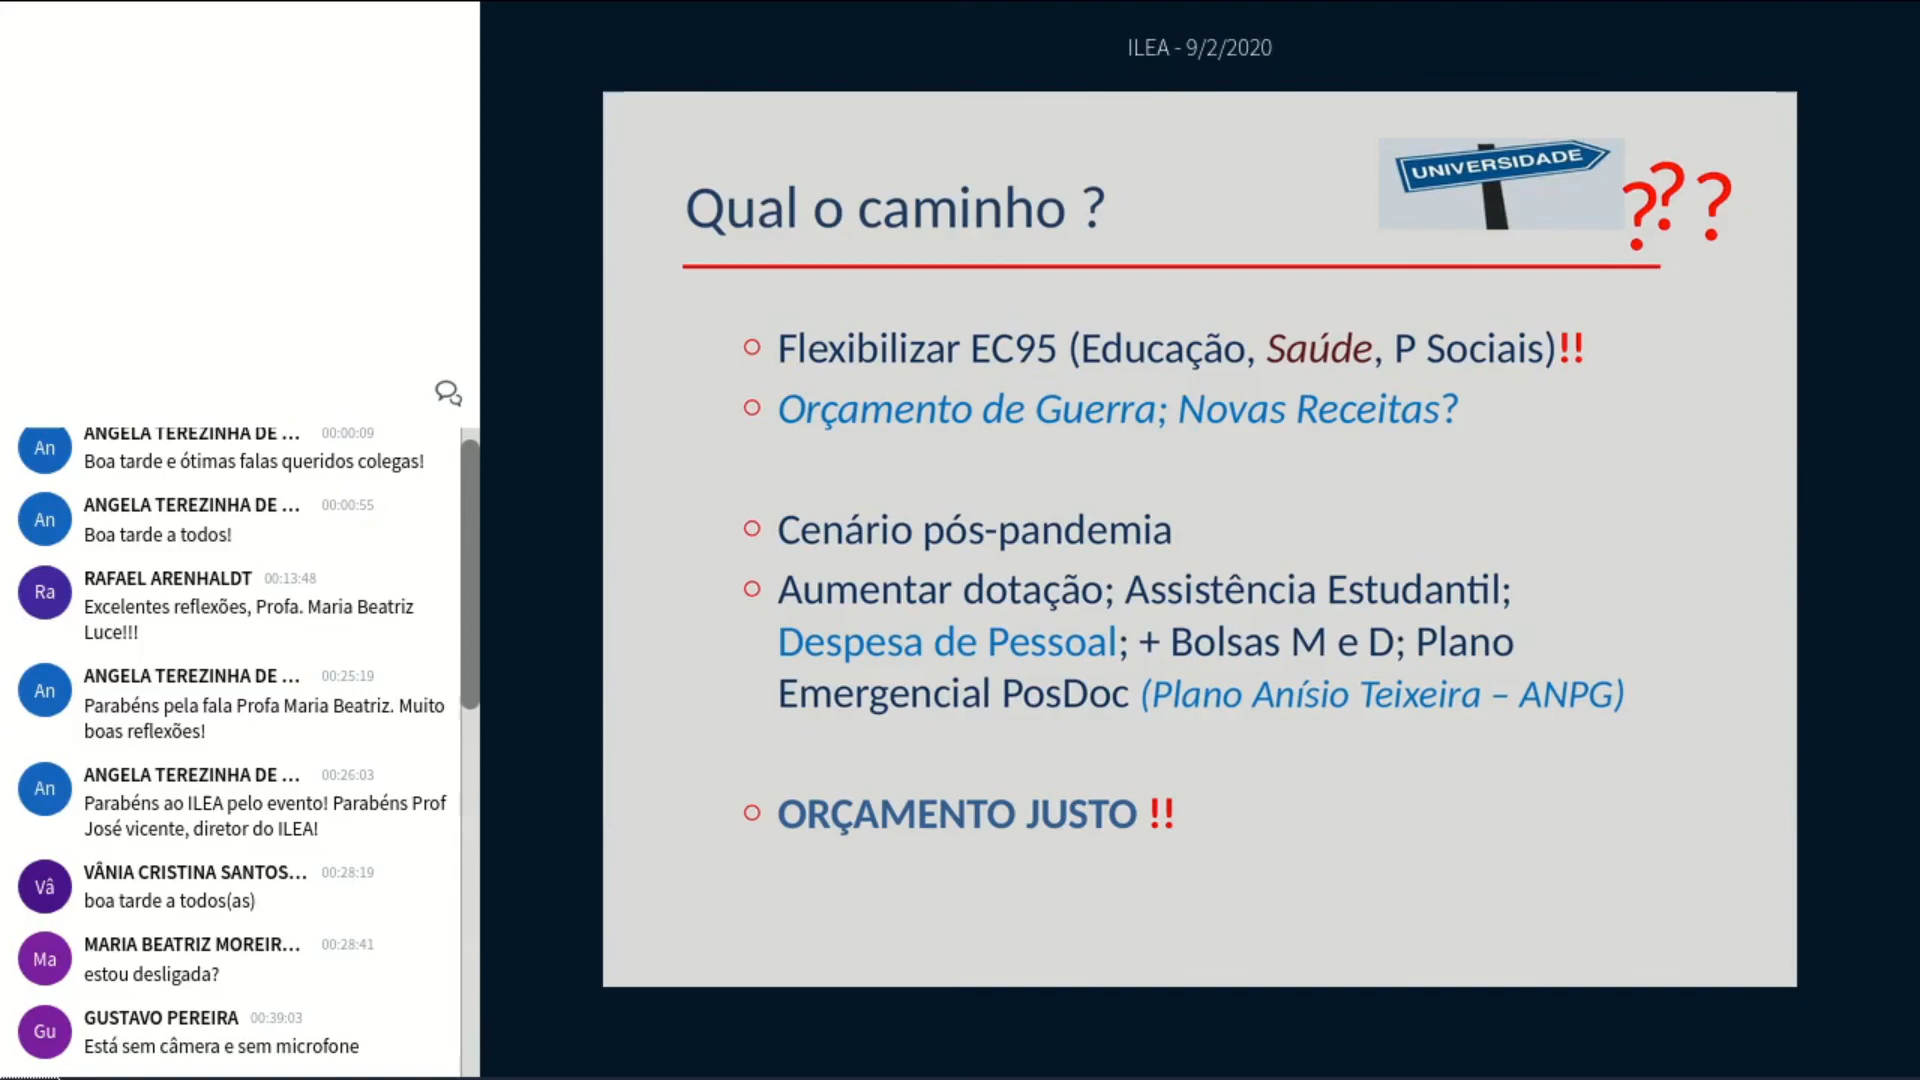 ILEA - 9/2/2020
An
ANGELA TEREZINHA DE ... 00:00:09
Boa tarde e ótimas falas queridos colegas!
An
ANGELA TEREZINHA DE ... 00:00:55
Boa tarde a todos!
Ra
RAFAEL ARENHALDT 00:13:48
Excelentes reflexões, Profa. Maria Beatriz
Luce!!!
An
ANGELA TEREZINHA DE ... 00:25:19
Parabéns pela fala Profa Maria Beatriz. Muito
boas reflexões!
An
ANGELA TEREZINHA DE ... 00:26:03
Parabéns ao ILEA pelo evento! Parabéns Prof
José vicente, diretor do ILEA!
Vâ
VÂNIA CRISTINA SANTOS... 00:28:19
boa tarde a todos(as)
Ma
MARIA BEATRIZ MOREIR... 00:28:41
estou desligada?
Gu
GUSTAVO PEREIRA 00:39:03
Está sem câmera e sem microfone
Qual o caminho ?
UNIVERSIDADE
???
Flexibilizar EC95 (Educação, Saúde, P Sociais)!!
Orçamento de Guerra; Novas Receitas?
Cenário pós-pandemia
Aumentar dotação; Assistência Estudantil;
Despesa de Pessoal; + Bolsas M e D; Plano
Emergencial PosDoc (Plano Anísio Teixeira – ANPG)
ORÇAMENTO JUSTO !!